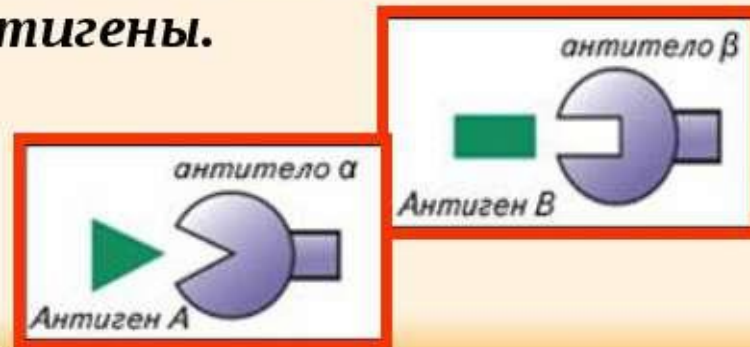 тигены.
антитело β
Антиген B
антитело α
Антиген A